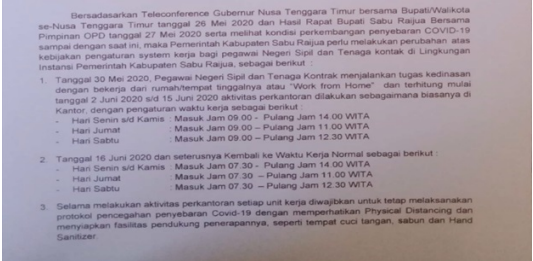 Bersadasarkan Teleconference Gubernur Nusa Tenggara Timur bersama Bupati/Walikota
se-Nusa Tenggara Timur tanggal 26 Mei 2020 dan Hasil Rapat Bupati Sabu Raijua Bersama
Pimpinan OPD tanggal 27 Mei 2020 serta melihat kondisi perkembangan penyebaran COVID-19
sampai dengan saat ini, maka Pemerintah Kabupaten Sabu Raijua perlu melakukan perubahan atas
kebijakan pengaturan system kerja bagi pegawai Negeri Sipil dan Tenaga kontak di Lingkungan
Instansi Pemerintah Kabupaten Sabu Raijua, sebagai berikut :
1. Tanggal 30 Mei 2020, Pegawai Negeri Sipil dan Tenaga Kontrak menjalankan tugas kedinasan
dengan bekerja dari rumah/tempat tinggalnya atau "Work from Home" dan terhitung mulai
tanggal 2 Juni 2020 s/d 15 Juni 2020 aktivitas perkantoran dilakukan sebagaimana biasanya di
Kantor, dengan pengaturan waktu kerja sebagai berikut :
- Hari Senin s/d Kamis : Masuk Jam 09.00 - Pulang Jam 14.00 WITA
- Hari Jumat : Masuk Jam 09.00 – Pulang Jam 11.00 WITA
- Hari Sabtu : Masuk Jam 09.00 – Pulang Jam 12.30 WITA
2. Tanggal 16 Juni 2020 dan seterusnya Kembali ke Waktu Kerja Normal sebagai berikut :
- Hari Senin s/d Kamis : Masuk Jam 07.30 - Pulang Jam 14.00 WITA
- Hari Jumat : Masuk Jam 07.30 – Pulang Jam 11.00 WITA
- Hari Sabtu : Masuk Jam 07.30 – Pulang Jam 12.30 WITA
3. Selama melakukan aktivitas perkantoran setiap unit kerja diwajibkan untuk tetap melaksanakan
protokol pencegahan penyebaran Covid-19 dengan memperhatikan Physical Distancing dan
menyiapkan fasilitas pendukung penerapannya, seperti tempat cuci tangan, sabun dan Hand
Sanitizer.